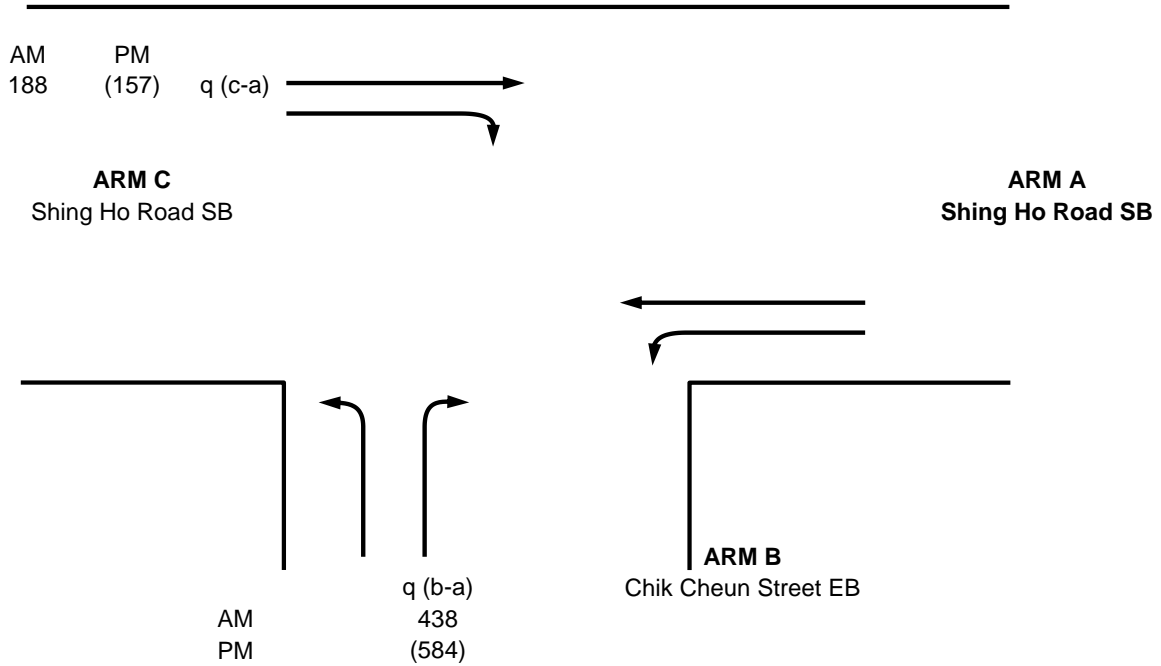 AM PM
188 (157) q (c-a)
ARM C
Shing Ho Road SB
ARM A
Shing Ho Road SB
ARM B
Chik Cheun Street EB
q (b-a)
AM 438
PM (584)